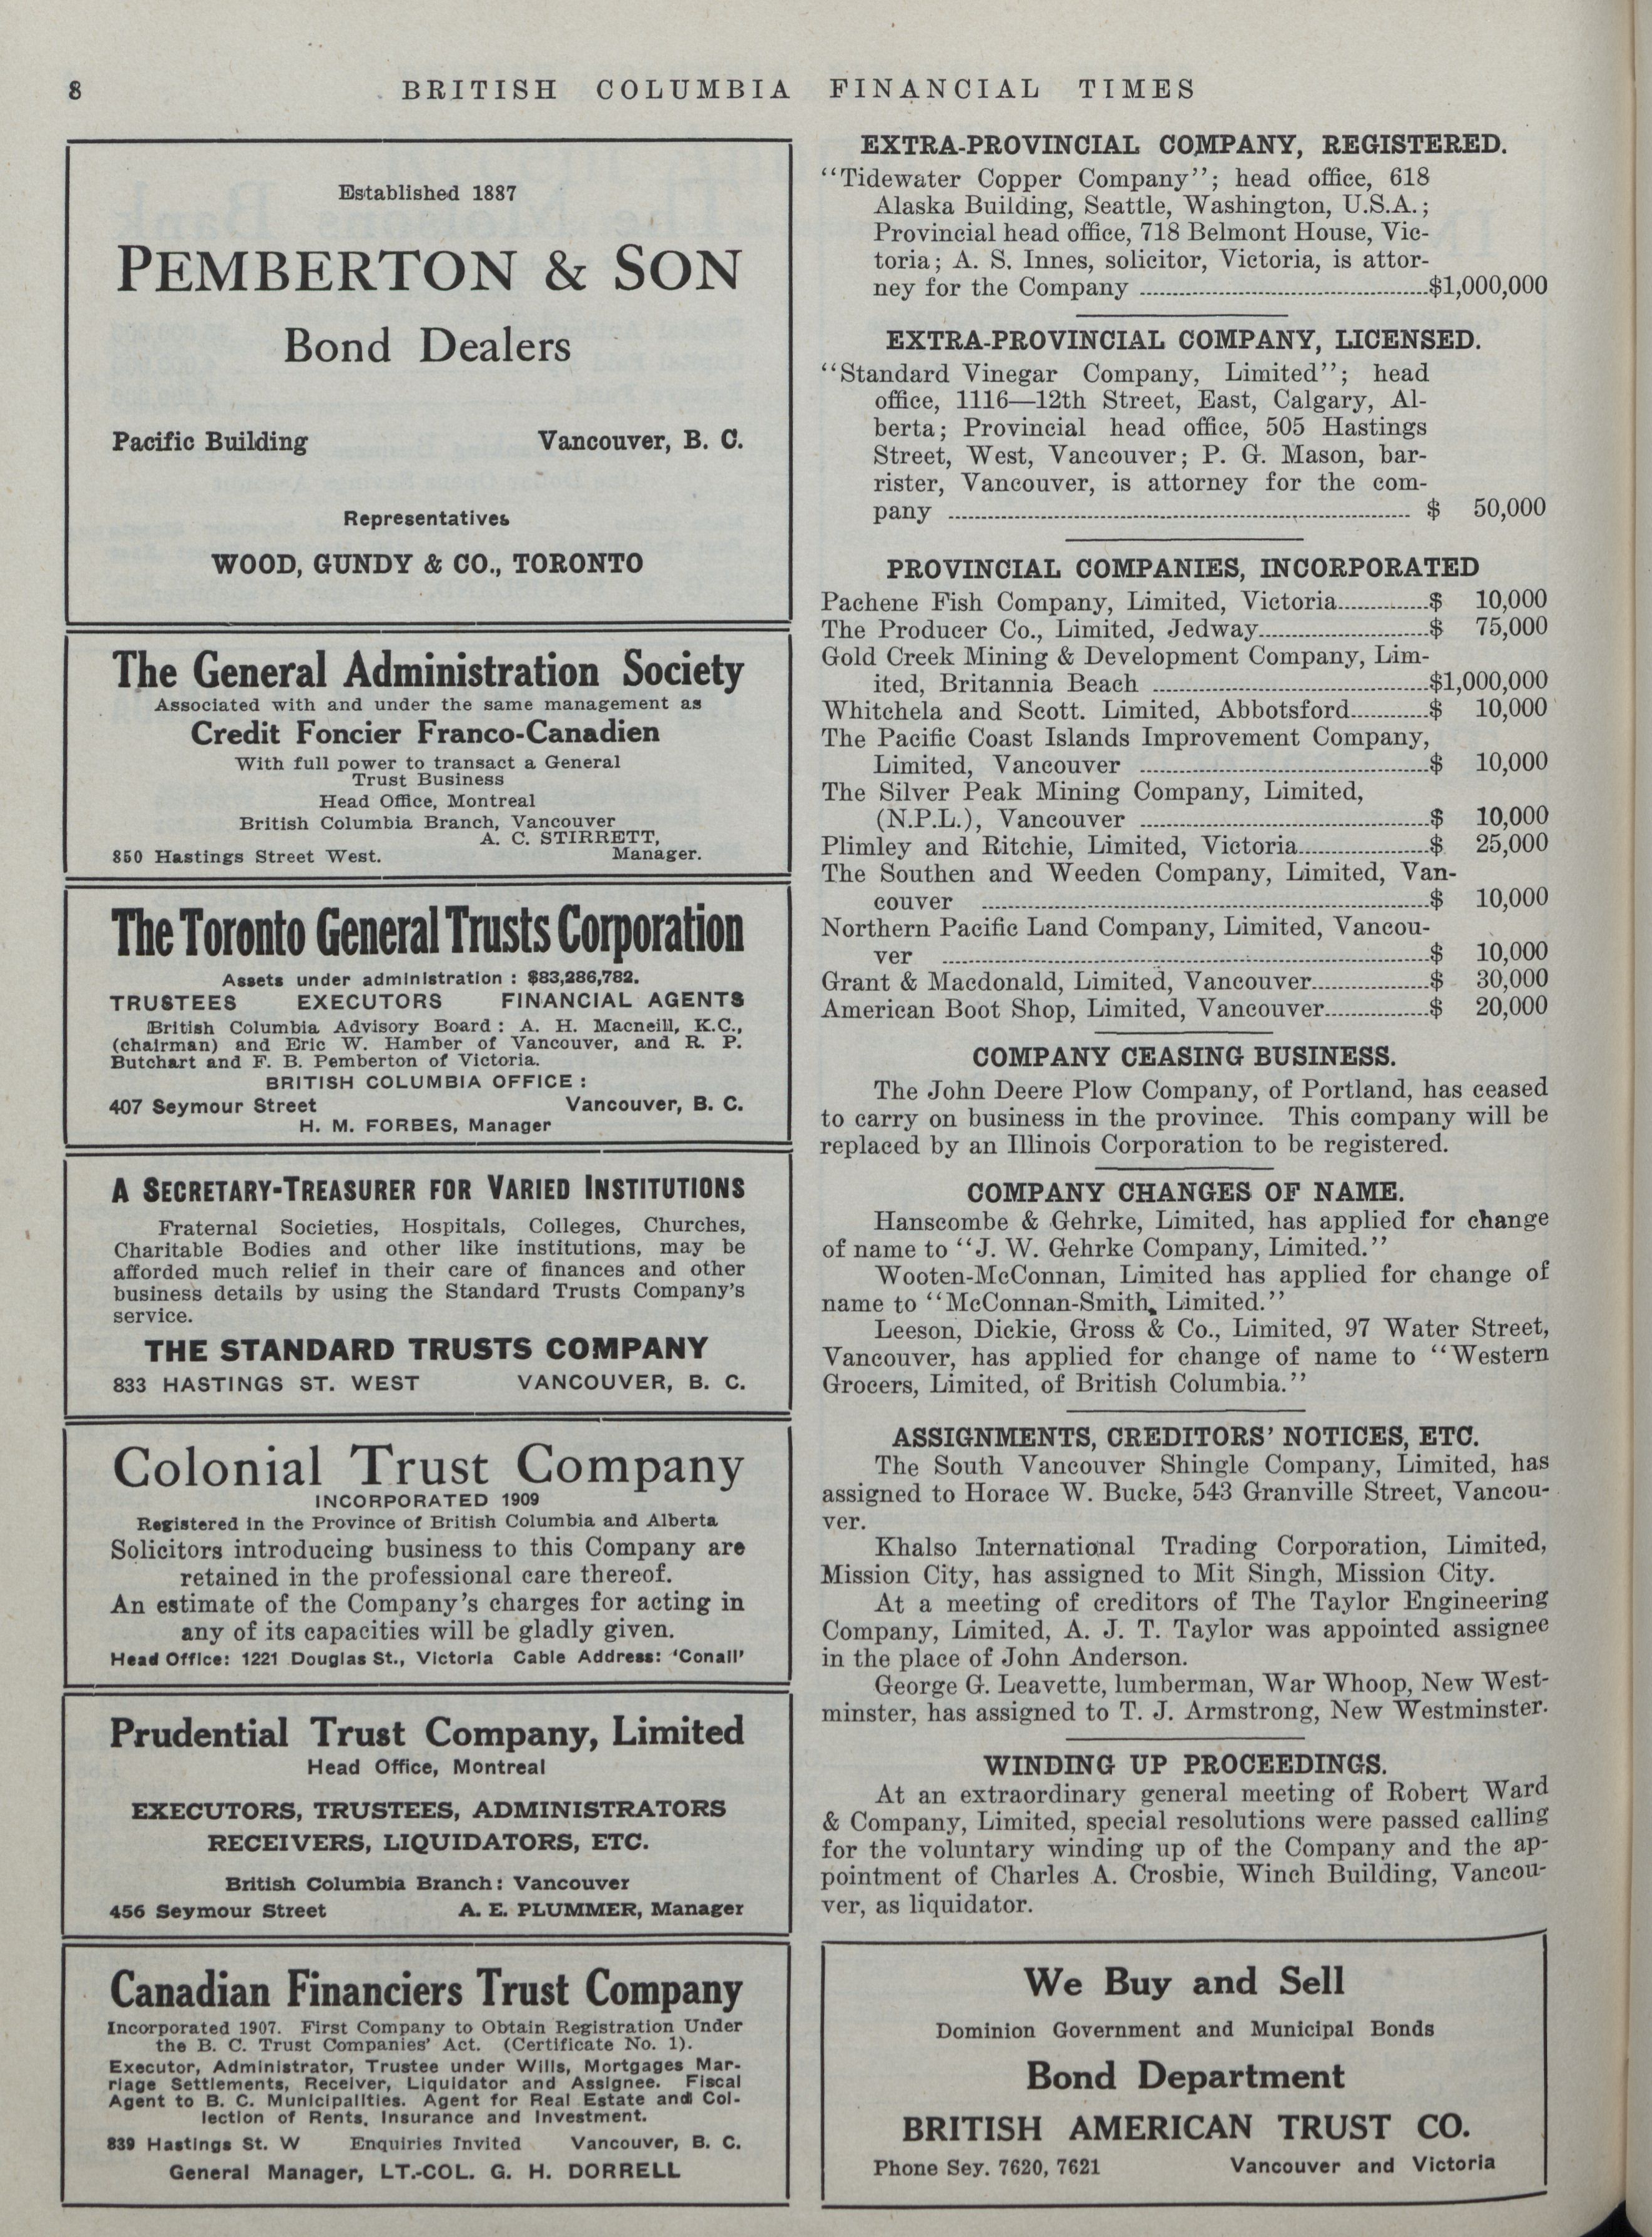 8
BRITISH COLUMBIA FINANCIAL TIMES
Established 1887
PEMBERTON & SON
Bond Dealers
Pacific Building Vancouver, B. C.
Representatives
WOOD, GUNDY & CO., TORONTO
The General Administration Society
Associated with and under the same management as
Credit Foncier Franco-Canadien
With full power to transact a General
Trust Business
Head Office, Montreal
British Columbia Branch, Vancouver
A. C. STIRRETT,
850 Hastings Street West. Manager.
The Toronto General Trusts Corporation
Assets under administration : $83,286,782.
TRUSTEES EXECUTORS FINANCIAL AGENTS
British Columbia Advisory Board : A. H. Macneill, K.C.,
(chairman) and Eric W. Hamber of Vancouver, and R. P.
Butchart and F. B. Pemberton of Victoria.
BRITISH COLUMBIA OFFICE :
407 Seymour Street Vancouver, B. C.
H. M. FORBES, Manager
A SECRETARY-TREASURER FOR VARIED INSTITUTIONS
Fraternal Societies, Hospitals, Colleges, Churches,
Charitable Bodies and other like institutions, may be
afforded much relief in their care of finances and other
business details by using the Standard Trusts Company's
service.
THE STANDARD TRUSTS COMPANY
833 HASTINGS ST. WEST VANCOUVER, B. C.
Colonial Trust Company
INCORPORATED 1909
Registered in the Province of British Columbia and Alberta
Solicitors introducing business to this Company are
retained in the professional care thereof.
An estimate of the Company's charges for acting in
any of its capacities will be gladly given.
Head Office: 1221 Douglas St., Victoria Cable Address: 'Conall'
Prudential Trust Company, Limited
Head Office, Montreal
EXECUTORS, TRUSTEES, ADMINISTRATORS
RECEIVERS, LIQUIDATORS, ETC.
British Columbia Branch: Vancouver
456 Seymour Street A. E. PLUMMER, Manager
Canadian Financiers Trust Company
Incorporated 1907. First Company to Obtain Registration Under
the B. C. Trust Companies' Act. (Certificate No. 1).
Executor, Administrator, Trustee under Wills, Mortgages Mar-
riage Settlements, Receiver, Liquidator and Assignee. Fiscal
Agent to B. C. Municipalities. Agent for Real Estate and Col-
lection of Rents, Insurance and Investment.
839 Hastings St. W Enquiries Invited Vancouver, B. C.
General Manager, LT.-COL. G. H. DORRELL
EXTRA-PROVINCIAL COMPANY, REGISTERED.
"Tidewater Copper Company"; head office, 618
Alaska Building, Seattle, Washington, U.S.A.;
Provincial head office, 718 Belmont House, Vic-
toria; A. S. Innes, solicitor, Victoria, is attor-
ney for the Company ........ $1,000,000
EXTRA-PROVINCIAL COMPANY, LICENSED.
"Standard Vinegar Company, Limited"; head
office, 1116—12th Street, East, Calgary, Al-
berta; Provincial head office, 505 Hastings
Street, West, Vancouver; P. G. Mason, bar-
rister, Vancouver, is attorney for the com-
pany ........ $ 50,000
PROVINCIAL COMPANIES, INCORPORATED
Pachene Fish Company, Limited, Victoria........$ 10,000
The Producer Co., Limited, Jedway........$ 75,000
Gold Creek Mining & Development Company, Lim-
ited, Britannia Beach ........$1,000,000
Whitchela and Scott. Limited, Abbotsford........$ 10,000
The Pacific Coast Islands Improvement Company,
Limited, Vancouver ........$ 10,000
The Silver Peak Mining Company, Limited,
(N.P.L.), Vancouver ........$ 10,000
Plimley and Ritchie, Limited, Victoria........$ 25,000
The Southen and Weeden Company, Limited, Van-
couver ........$ 10,000
Northern Pacific Land Company, Limited, Vancou-
ver ........$ 10,000
Grant & Macdonald, Limited, Vancouver........$ 30,000
American Boot Shop, Limited, Vancouver........$ 20,000
COMPANY CEASING BUSINESS.
The John Deere Plow Company, of Portland, has ceased
to carry on business in the province. This company will be
replaced by an Illinois Corporation to be registered.
COMPANY CHANGES OF NAME.
Hanscombe & Gehrke, Limited, has applied for change
of name to "J. W. Gehrke Company, Limited."
Wooten-McConnan, Limited has applied for change of
name to "McConnan-Smith, Limited."
Leeson, Dickie, Gross & Co., Limited, 97 Water Street,
Vancouver, has applied for change of name to "Western
Grocers, Limited, of British Columbia."
ASSIGNMENTS, CREDITORS' NOTICES, ETC.
The South Vancouver Shingle Company, Limited, has
assigned to Horace W. Bucke, 543 Granville Street, Vancou-
ver.
Khalso International Trading Corporation, Limited,
Mission City, has assigned to Mit Singh, Mission City.
At a meeting of creditors of The Taylor Engineering
Company, Limited, A. J. T. Taylor was appointed assignee
in the place of John Anderson.
George G. Leavette, lumberman, War Whoop, New West-
minster, has assigned to T. J. Armstrong, New Westminster.
WINDING UP PROCEEDINGS.
At an extraordinary general meeting of Robert Ward
& Company, Limited, special resolutions were passed calling
for the voluntary winding up of the Company and the ap-
pointment of Charles A. Crosbie, Winch Building, Vancou-
ver, as liquidator.
We Buy and Sell
Dominion Government and Municipal Bonds
Bond Department
BRITISH AMERICAN TRUST CO.
Phone Sey. 7620, 7621 Vancouver and Victoria